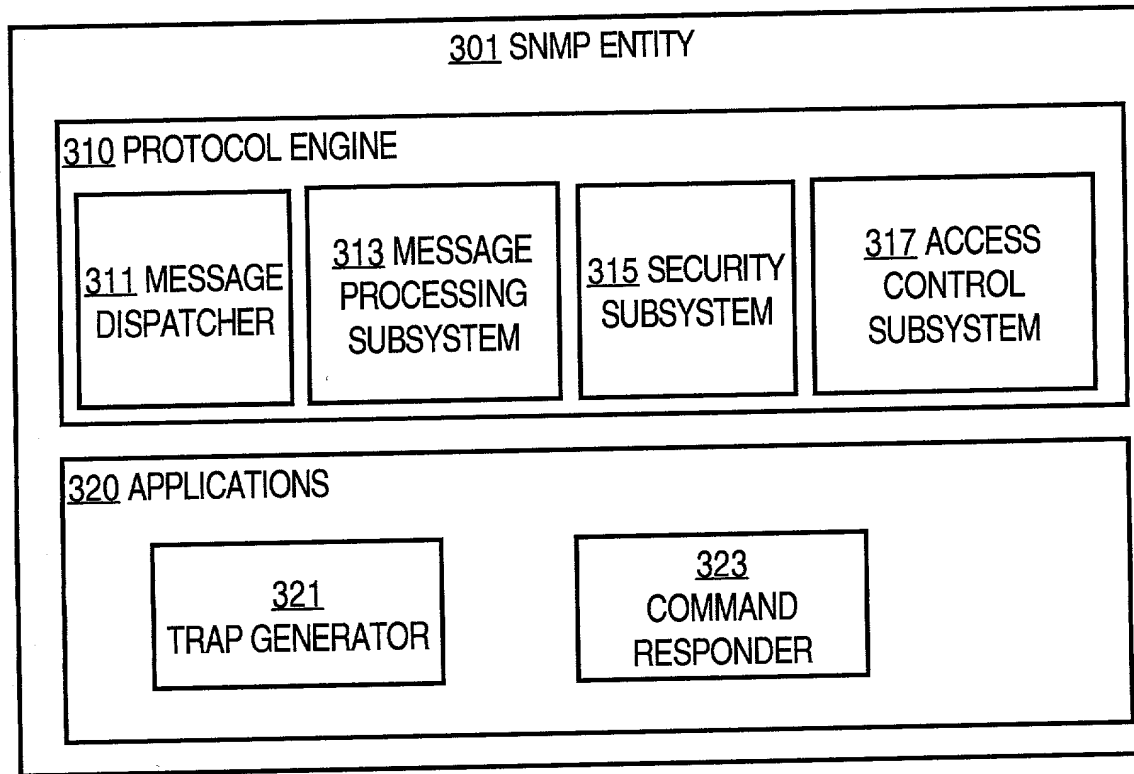 301 SNMP ENTITY
310 PROTOCOL ENGINE
311 MESSAGE
DISPATCHER
313 MESSAGE
PROCESSING
SUBSYSTEM
315 SECURITY
SUBSYSTEM
317 ACCESS
CONTROL
SUBSYSTEM
320 APPLICATIONS
321
TRAP GENERATOR
323
COMMAND
RESPONDER